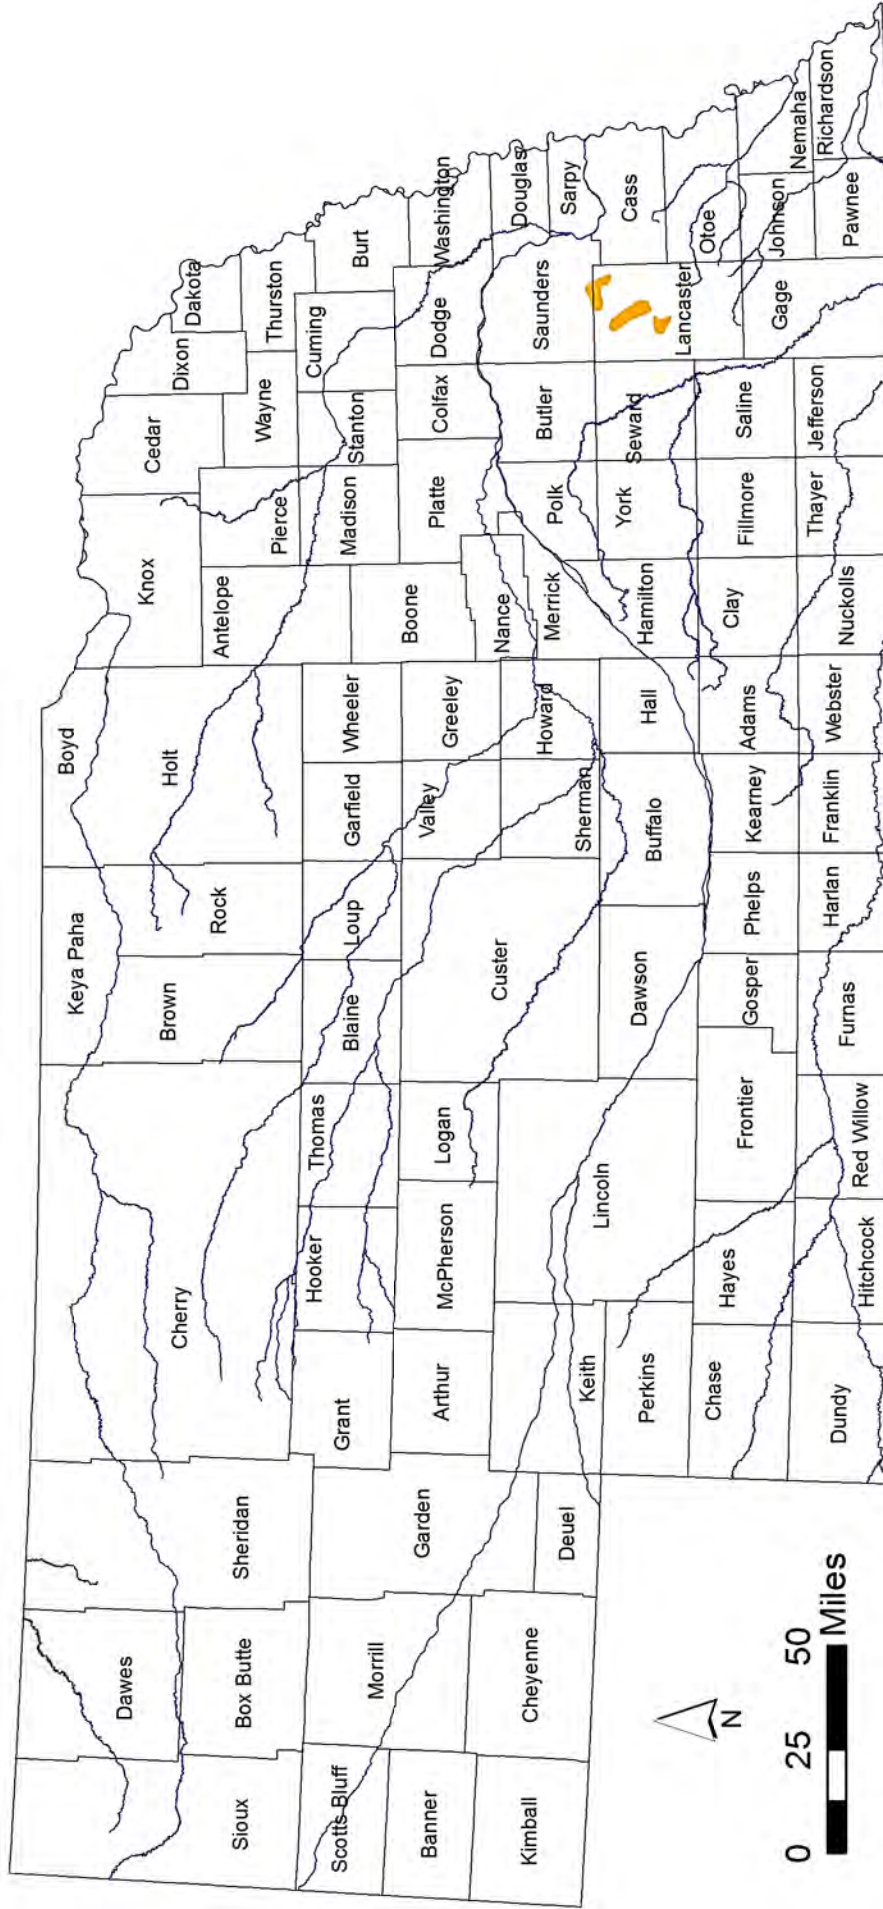 Boyd
Keya Paha
Knox
Cedar
Dixon
Dakota
Holt
Rock
Brown
Cherry
Sheridan
Dawes
Sioux
Box Butte
Antelope
Pierce
Wayne
Thurston
Cuming
Burt
Stanton
Madison
Wheeler
Garfield
Loup
Blaine
Thomas
Hooker
Grant
Morrill
Scotts Bluff
Garden
Boone
Platte
Colfax
Dodge
Washington
Greeley
Valley
Custer
Logan
McPherson
Arthur
Banner
Nance
Merrick
Polk
Butler
Saunders
Douglas
Sarpy
Howard
Sherman
Lincoln
Keith
Deuel
Cheyenne
Kimball
Hall
Hamilton
York
Seward
Lancaster
Cass
Otoe
Buffalo
Dawson
Perkins
Adams
Clay
Fillmore
Saline
Gage
Johnson
Nemaha
Kearney
Phelps
Gosper
Frontier
Hayes
Chase
Webster
Nuckolls
Thayer
Jefferson
Pawnee
Richardson
Franklin
Harlan
Furnas
Red Willow
Hitchcock
Dundy
N
0 25 50
Miles